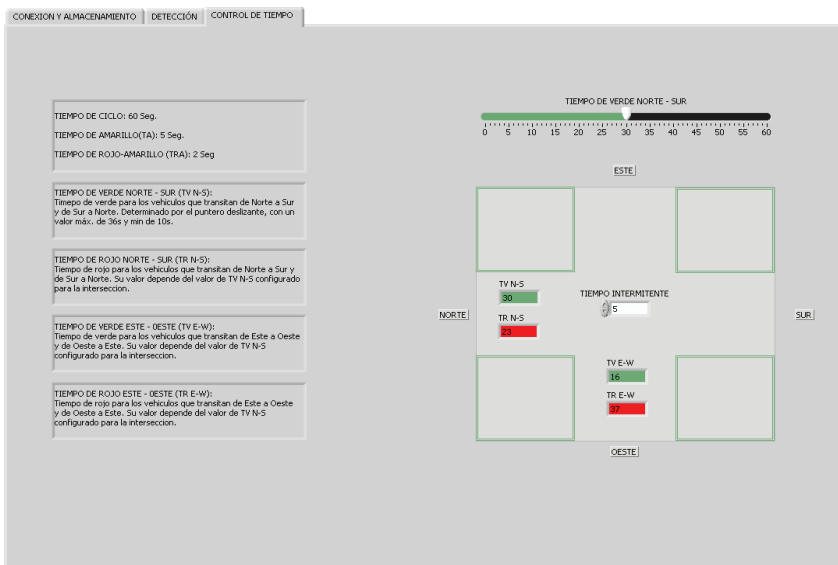 CONEXION Y ALMACENAMIENTO
DETECCIÓN
CONTROL DE TIEMPO
TIEMPO DE CICLO: 60 Seg.
TIEMPO DE AMARILLO(TA): 5 Seg.
TIEMPO DE ROJO-AMARILLO (TRA): 2 Seg
TIEMPO DE VERDE NORTE - SUR (TV N-S):
Timepo de verde para los vehiculos que transitan de Norte a Sur
y de Sur a Norte. Determinado por el puntero deslizante, con un
valor máx. de 36s y min de 10s.
TIEMPO DE ROJO NORTE - SUR (TR N-S):
Tiempo de rojo para los vehiculos que transitan de Norte a Sur y
de Sur a Norte. Su valor depende del valor de TV N-S configurado
para la interseccion.
TIEMPO DE VERDE ESTE - 0ESTE (TV E-W):
Tiempo de verde para los vehiculos que transitan de Este a Oeste
y de Oeste a Este. Su valor depende del valor de TV N-S
configurado para la interseccion.
TIEMPO DE ROJO ESTE - 0ESTE (TR E-W):
Tiempo de rojo para los vehiculos que transitan de Este a Oeste
y de Oeste a Este. Su valor depende del valor de TV N-S
configurado para la interseccion.
TIEMPO DE VERDE NORTE - SUR
0 5 10 15 20 25 30 35 40 45 50 55 60
ESTE
TV N-S
30
TIEMPO INTERMITENTE
5
NORTE
TR N-S
23
SUR
TV E-W
16
TR E-W
37
OESTE